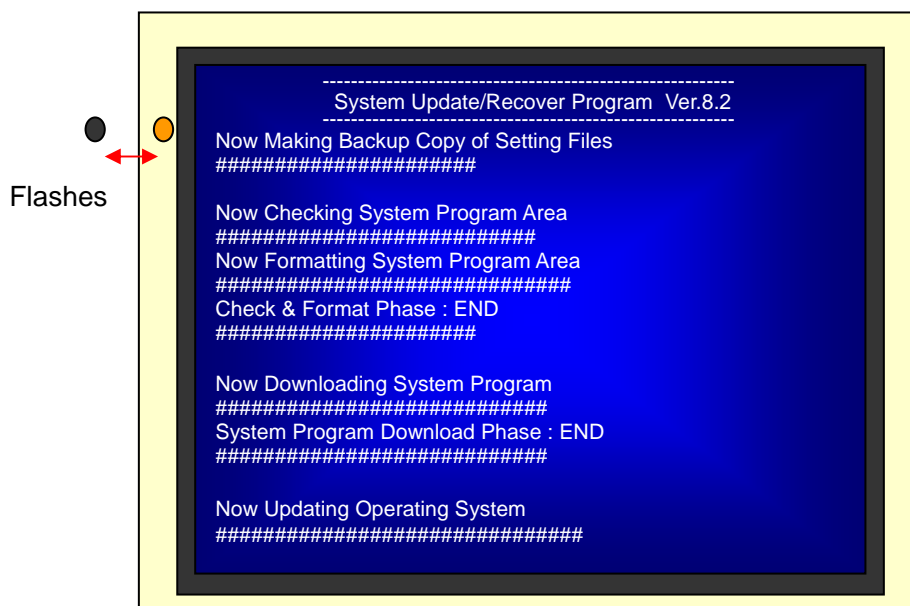 ----------------------------------------------------------
System Update/Recover Program Ver.8.2
----------------------------------------------------------
Now Making Backup Copy of Setting Files
######################
Flashes
Now Checking System Program Area
###########################
Now Formatting System Program Area
##############################
Check & Format Phase : END
######################
Now Downloading System Program
############################
System Program Download Phase : END
############################
Now Updating Operating System
###############################